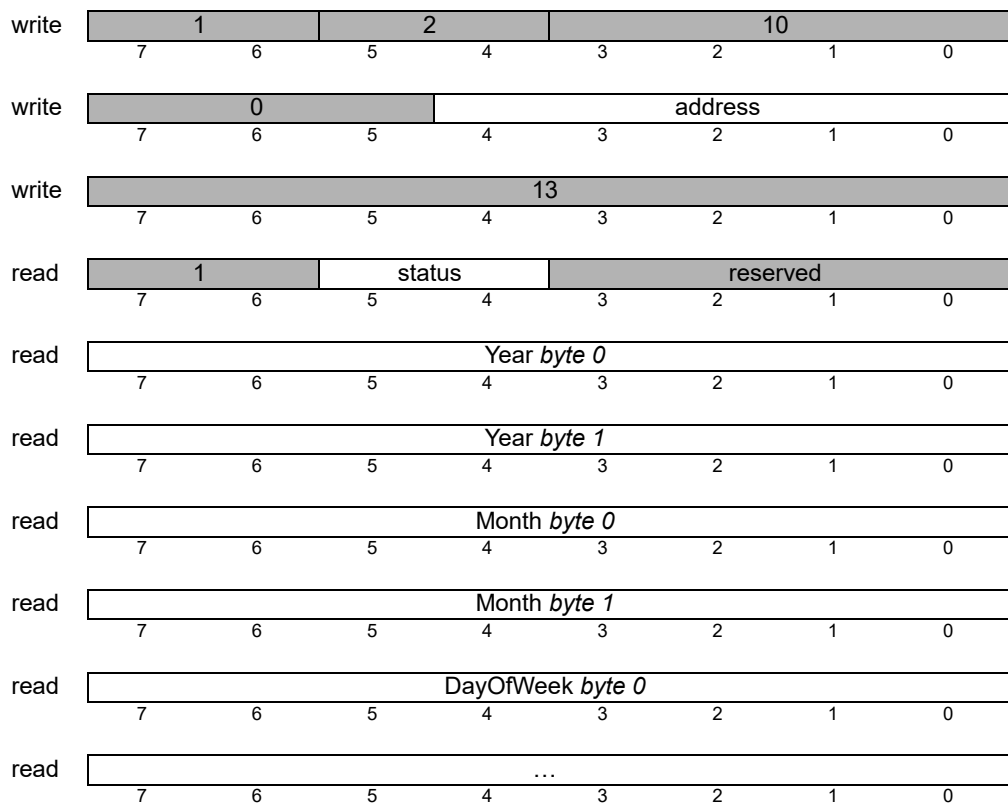 write 1 2 10
7 6 5 4 3 2 1 0
write 0 address
7 6 5 4 3 2 1 0
write 13
7 6 5 4 3 2 1 0
read 1 status reserved
7 6 5 4 3 2 1 0
read Year byte 0
7 6 5 4 3 2 1 0
read Year byte 1
7 6 5 4 3 2 1 0
read Month byte 0
7 6 5 4 3 2 1 0
read Month byte 1
7 6 5 4 3 2 1 0
read DayOfWeek byte 0
7 6 5 4 3 2 1 0
read …
7 6 5 4 3 2 1 0